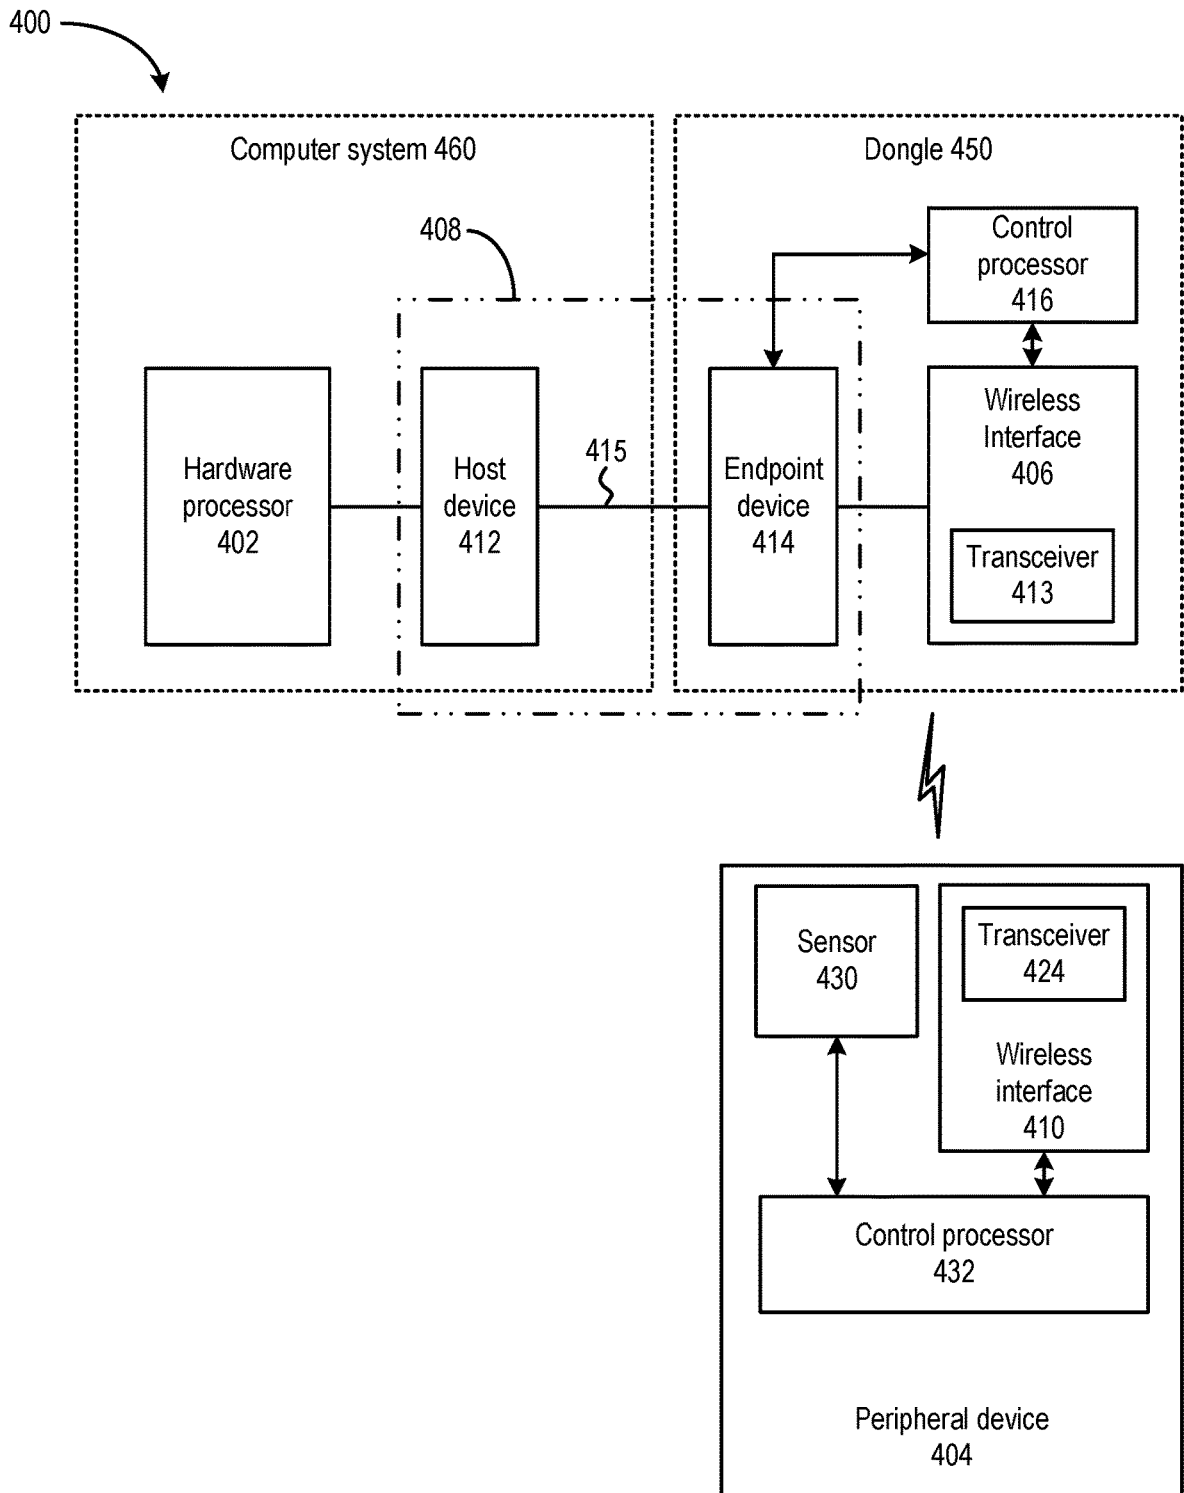 400
Computer system 460
Dongle 450
408
Control
processor
416
Hardware
processor
402
Host
device
412
415
Endpoint
device
414
Wireless
Interface
406
Transceiver
413
Sensor
430
Transceiver
424
Wireless
interface
410
Control processor
432
Peripheral device
404